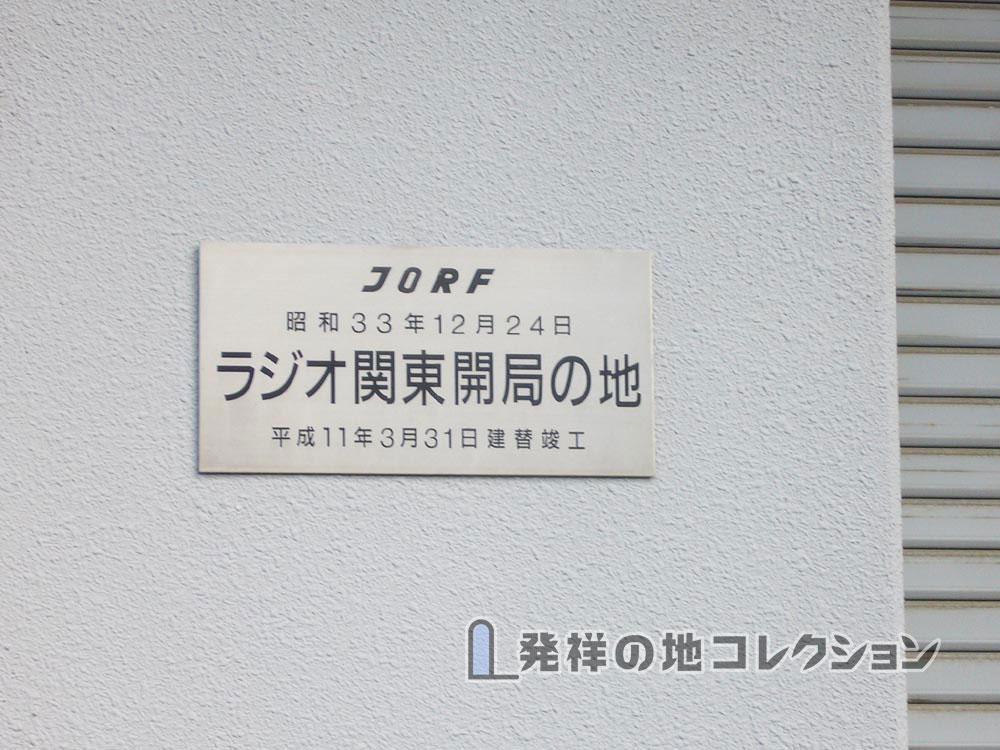 JORF
昭和33年12月24日
ラジオ関東開局の地
平成11年3月31日建替竣工
発祥の地コレクション